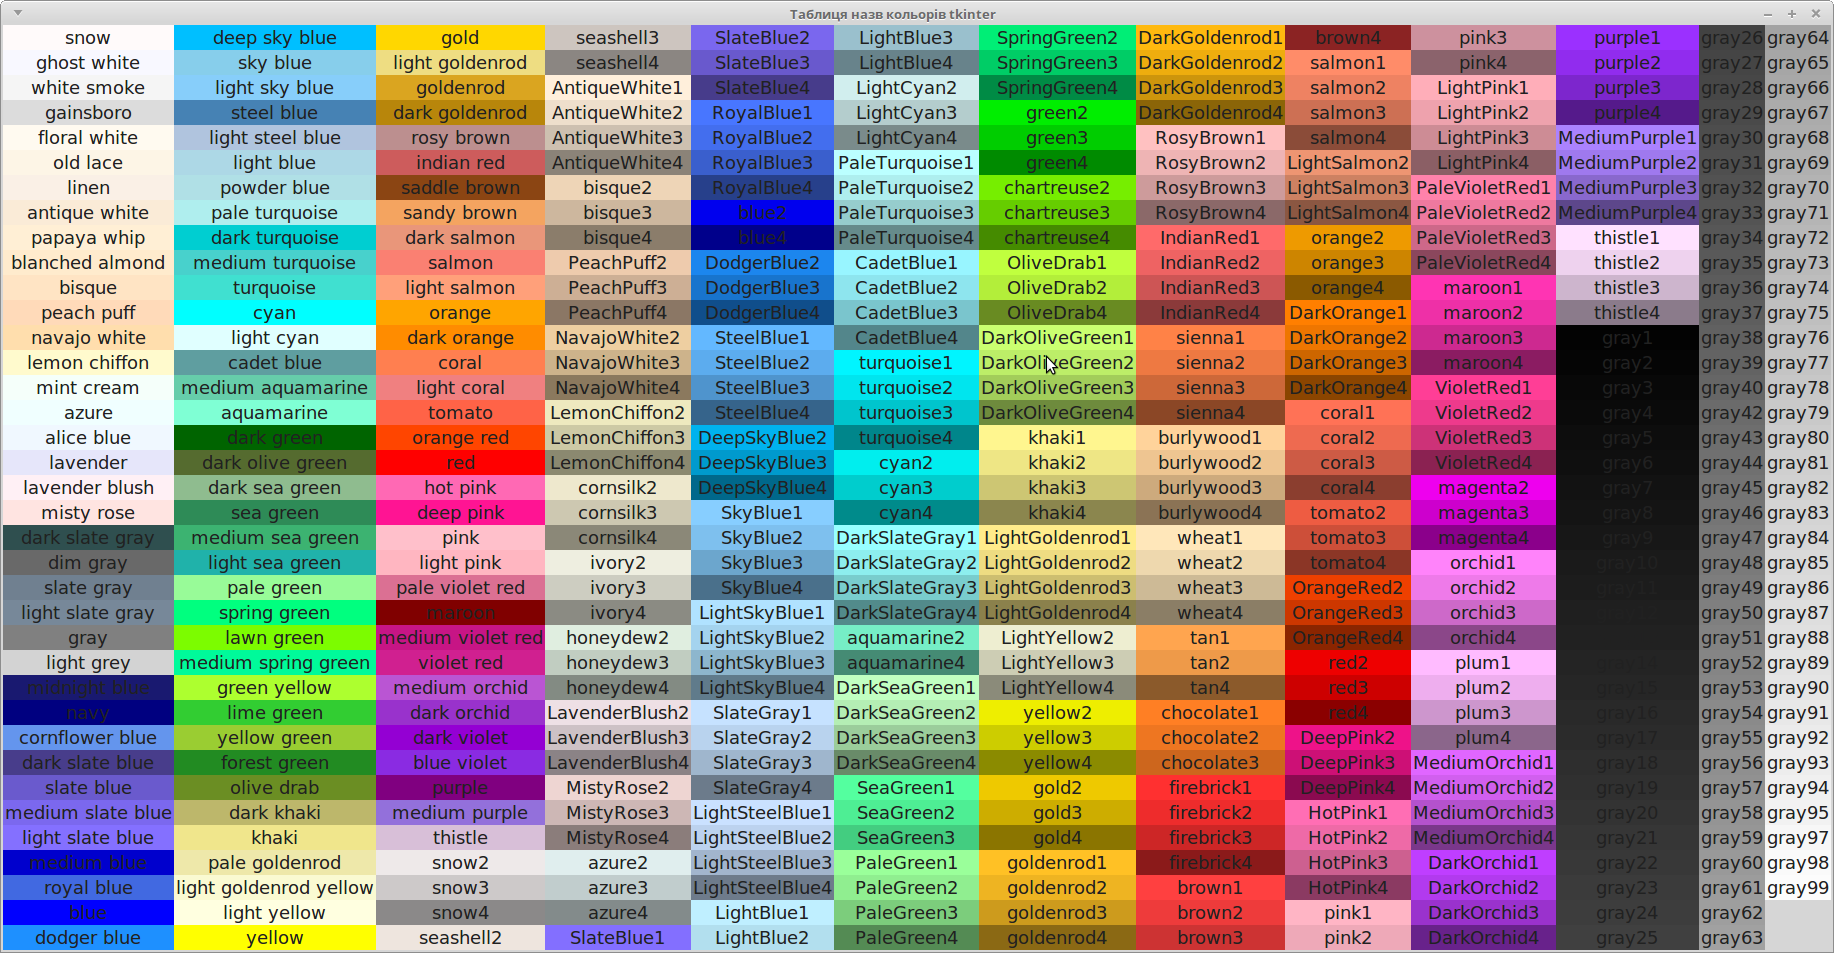 Таблиця назв кольорів tkinter
snow
ghost white
white smoke
gainsboro
floral white
old lace
linen
antique white
papaya whip
blanched almond
bisque
peach puff
navajo white
lemon chiffon
mint cream
azure
alice blue
lavender
lavender blush
misty rose
dark slate gray
dim gray
slate gray
light slate gray
gray
light grey
midnight blue
navy
cornflower blue
dark slate blue
slate blue
medium slate blue
light slate blue
medium blue
royal blue
blue
dodger blue
deep sky blue
sky blue
light sky blue
steel blue
light steel blue
light blue
powder blue
pale turquoise
dark turquoise
medium turquoise
turquoise
cyan
light cyan
cadet blue
medium aquamarine
aquamarine
dark green
dark olive green
dark sea green
sea green
medium sea green
light sea green
pale green
spring green
lawn green
medium spring green
green yellow
lime green
yellow green
forest green
olive drab
dark khaki
khaki
pale goldenrod
light goldenrod yellow
light yellow
yellow
gold
light goldenrod
goldenrod
dark goldenrod
rosy brown
indian red
saddle brown
sandy brown
dark salmon
salmon
light salmon
orange
dark orange
coral
light coral
tomato
orange red
red
hot pink
deep pink
pink
light pink
pale violet red
maroon
medium violet red
violet red
medium orchid
dark orchid
dark violet
blue violet
purple
medium purple
thistle
snow2
snow3
snow4
seashell2
seashell3
seashell4
AntiqueWhite1
AntiqueWhite2
AntiqueWhite3
AntiqueWhite4
bisque2
bisque3
bisque4
PeachPuff2
PeachPuff3
PeachPuff4
NavajoWhite2
NavajoWhite3
NavajoWhite4
LemonChiffon2
LemonChiffon3
LemonChiffon4
cornsilk2
cornsilk3
cornsilk4
ivory2
ivory3
ivory4
honeydew2
honeydew3
honeydew4
LavenderBlush2
LavenderBlush3
LavenderBlush4
MistyRose2
MistyRose3
MistyRose4
azure2
azure3
azure4
SlateBlue1
SlateBlue2
SlateBlue3
SlateBlue4
RoyalBlue1
RoyalBlue2
RoyalBlue3
RoyalBlue4
blue2
blue4
DodgerBlue2
DodgerBlue3
DodgerBlue4
SteelBlue1
SteelBlue2
SteelBlue3
SteelBlue4
DeepSkyBlue2
DeepSkyBlue3
DeepSkyBlue4
SkyBlue1
SkyBlue2
SkyBlue3
SkyBlue4
LightSkyBlue1
LightSkyBlue2
LightSkyBlue3
LightSkyBlue4
SlateGray1
SlateGray2
SlateGray3
SlateGray4
LightSteelBlue1
LightSteelBlue2
LightSteelBlue3
LightSteelBlue4
LightBlue1
LightBlue2
LightBlue3
LightBlue4
LightCyan2
LightCyan3
LightCyan4
PaleTurquoise1
PaleTurquoise2
PaleTurquoise3
PaleTurquoise4
CadetBlue1
CadetBlue2
CadetBlue3
CadetBlue4
turquoise1
turquoise2
turquoise3
turquoise4
cyan2
cyan3
cyan4
DarkSlateGray1
DarkSlateGray2
DarkSlateGray3
DarkSlateGray4
aquamarine2
aquamarine4
DarkSeaGreen1
DarkSeaGreen2
DarkSeaGreen3
DarkSeaGreen4
SeaGreen1
SeaGreen2
SeaGreen3
PaleGreen1
PaleGreen2
PaleGreen3
PaleGreen4
SpringGreen2
SpringGreen3
SpringGreen4
green2
green3
green4
chartreuse2
chartreuse3
chartreuse4
OliveDrab1
OliveDrab2
OliveDrab4
DarkOliveGreen1
DarkOliveGreen2
DarkOliveGreen3
DarkOliveGreen4
khaki1
khaki2
khaki3
khaki4
LightGoldenrod1
LightGoldenrod2
LightGoldenrod3
LightGoldenrod4
LightYellow2
LightYellow3
LightYellow4
yellow2
yellow3
yellow4
gold2
gold3
gold4
goldenrod1
goldenrod2
goldenrod3
goldenrod4
DarkGoldenrod1
DarkGoldenrod2
DarkGoldenrod3
DarkGoldenrod4
RosyBrown1
RosyBrown2
RosyBrown3
RosyBrown4
IndianRed1
IndianRed2
IndianRed3
IndianRed4
sienna1
sienna2
sienna3
sienna4
burlywood1
burlywood2
burlywood3
burlywood4
wheat1
wheat2
wheat3
wheat4
tan1
tan2
tan4
chocolate1
chocolate2
chocolate3
firebrick1
firebrick2
firebrick3
firebrick4
brown1
brown2
brown3
brown4
salmon1
salmon2
salmon3
salmon4
LightSalmon2
LightSalmon3
LightSalmon4
orange2
orange3
orange4
DarkOrange1
DarkOrange2
DarkOrange3
DarkOrange4
coral1
coral2
coral3
coral4
tomato2
tomato3
tomato4
OrangeRed2
OrangeRed3
OrangeRed4
red2
red3
red4
DeepPink2
DeepPink3
DeepPink4
HotPink1
HotPink2
HotPink3
HotPink4
pink1
pink2
pink3
pink4
LightPink1
LightPink2
LightPink3
LightPink4
PaleVioletRed1
PaleVioletRed2
PaleVioletRed3
PaleVioletRed4
maroon1
maroon2
maroon3
maroon4
VioletRed1
VioletRed2
VioletRed3
VioletRed4
magenta2
magenta3
magenta4
orchid1
orchid2
orchid3
orchid4
plum1
plum2
plum3
plum4
MediumOrchid1
MediumOrchid2
MediumOrchid3
MediumOrchid4
DarkOrchid1
DarkOrchid2
DarkOrchid3
DarkOrchid4
purple1
purple2
purple3
purple4
MediumPurple1
MediumPurple2
MediumPurple3
MediumPurple4
thistle1
thistle2
thistle3
thistle4
gray1
gray2
gray3
gray4
gray5
gray6
gray7
gray8
gray9
gray10
gray11
gray15
gray16
gray17
gray18
gray19
gray20
gray21
gray22
gray23
gray24
gray25
gray26
gray27
gray28
gray29
gray30
gray31
gray32
gray33
gray34
gray35
gray36
gray37
gray38
gray39
gray40
gray42
gray43
gray44
gray45
gray46
gray47
gray48
gray49
gray50
gray51
gray52
gray53
gray54
gray55
gray56
gray57
gray58
gray59
gray60
gray61
gray62
gray63
gray64
gray65
gray66
gray67
gray68
gray69
gray70
gray71
gray72
gray73
gray74
gray75
gray76
gray77
gray78
gray79
gray80
gray81
gray82
gray83
gray84
gray85
gray86
gray87
gray88
gray89
gray90
gray91
gray92
gray93
gray94
gray95
gray97
gray98
gray99